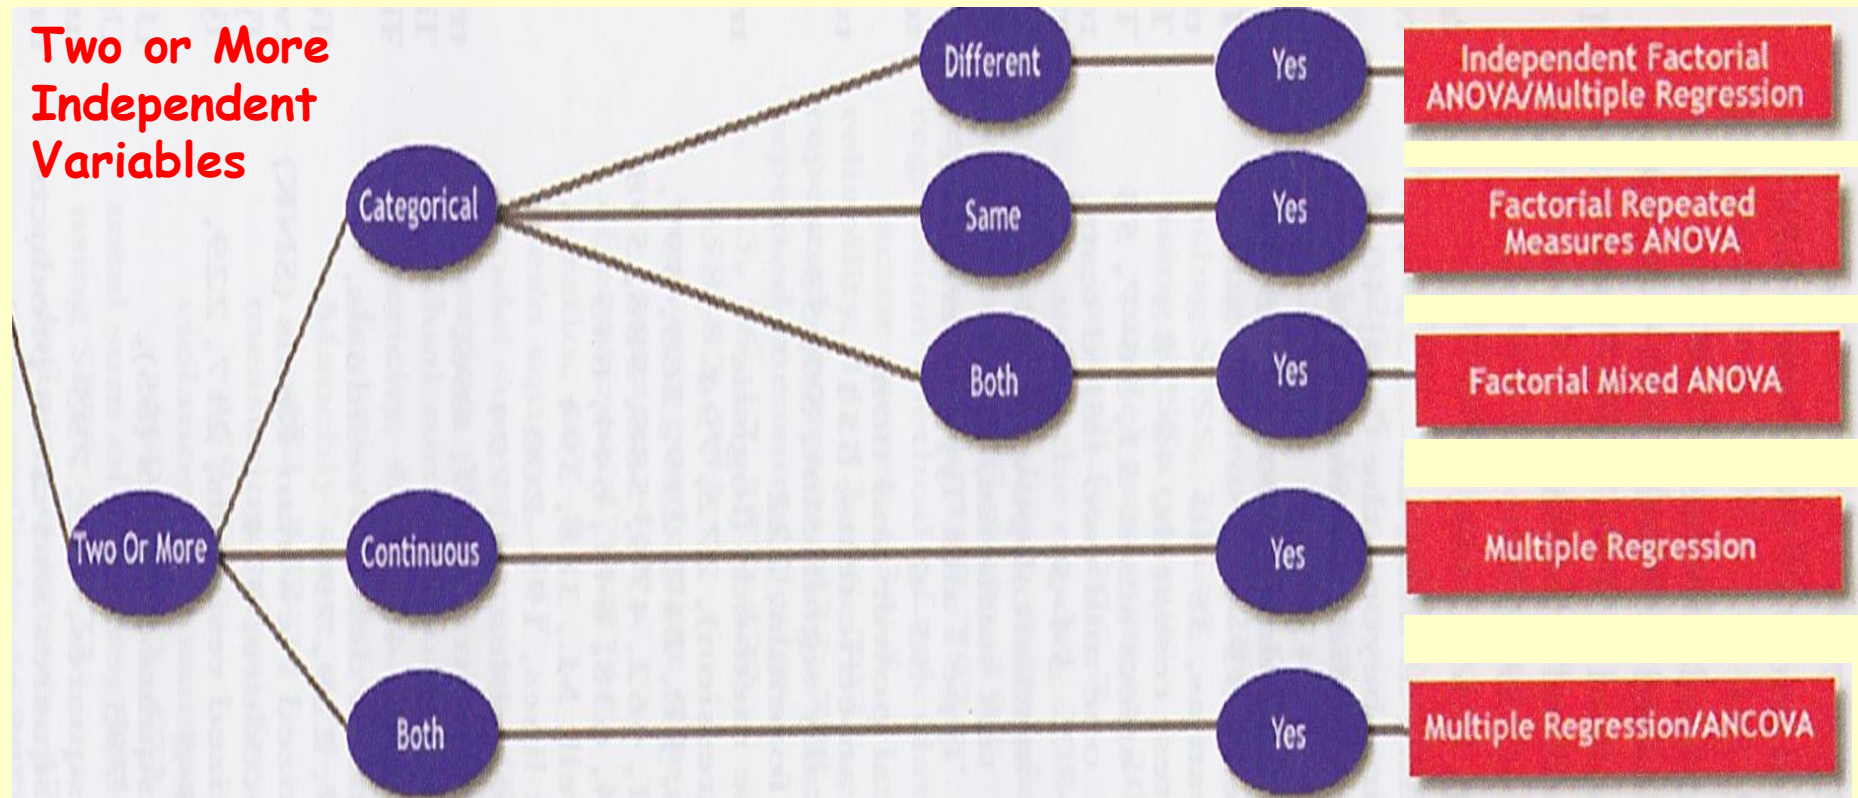 Two or More
Independent
Variables
Different
Yes
Independent Factorial
ANOVA/Multiple Regression
Categorical
Same
Yes
Factorial Repeated
Measures ANOVA
Both
Yes
Factorial Mixed ANOVA
Two Or More
Continuous
Yes
Multiple Regression
Both
Yes
Multiple Regression/ANCOVA